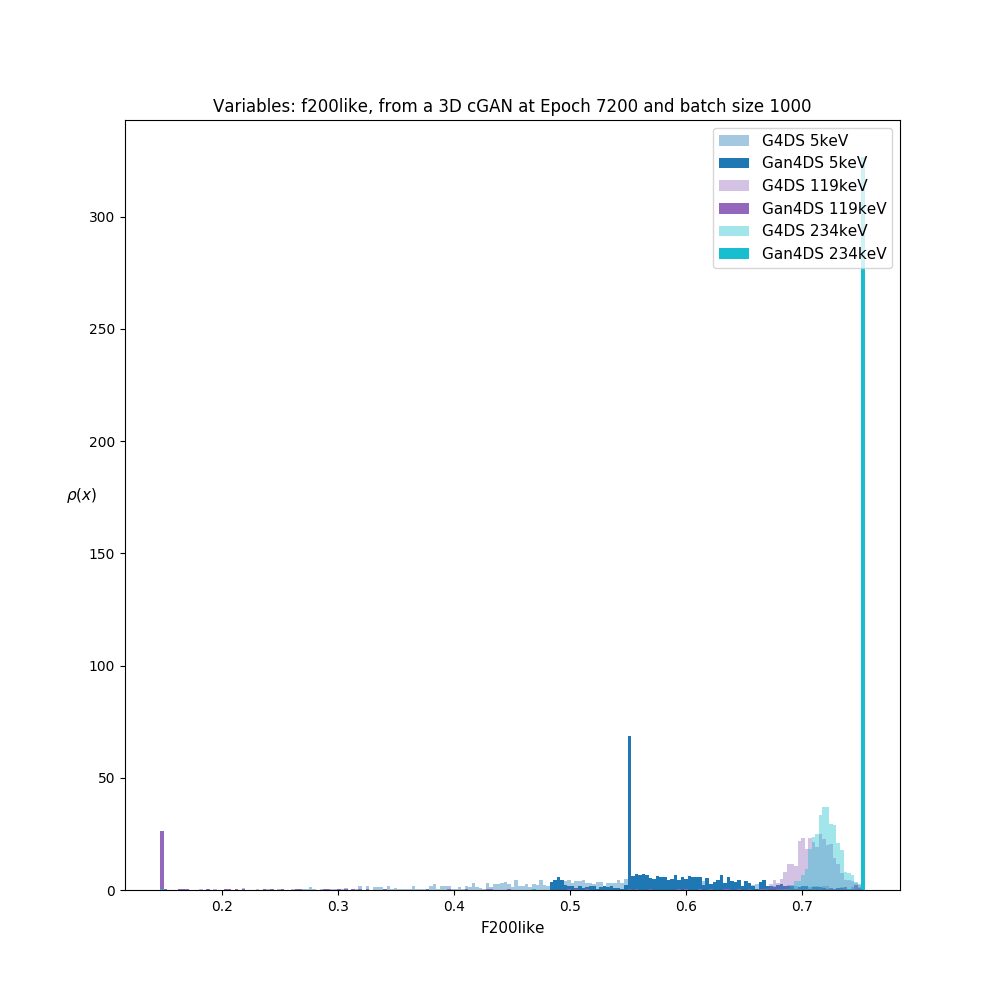 Variables: f200like, from a 3D cGAN at Epoch 7200 and batch size 1000
G4DS 5keV
Gan4DS 5keV
G4DS 119keV
Gan4DS 119keV
G4DS 234keV
Gan4DS 234keV
300
250
200
ρ(x)
150
100
50
0
0.2 0.3 0.4 0.5 0.6 0.7
F200like